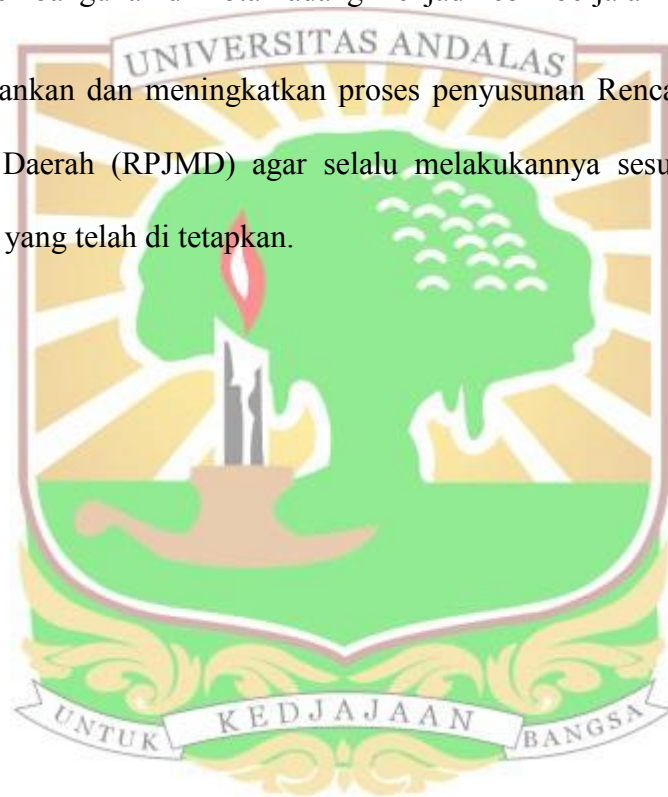 UNIVERSITAS ANDALAS
ankan dan meningkatkan proses penyusunan Renca
Daerah (RPJMD) agar selalu melakukannya sesu
yang telah di tetapkan.
UNTUK KEDJAJAAN BANGSA